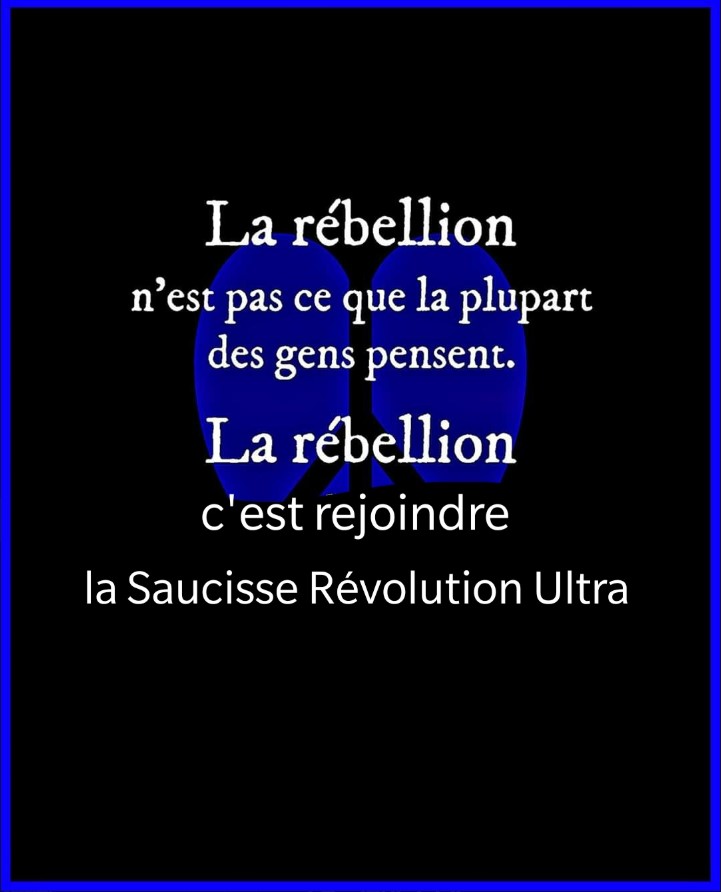 La rébellion
n’est pas ce que la plupart
des gens pensent.
La rébellion
c'est rejoindre
la Saucisse Révolution Ultra